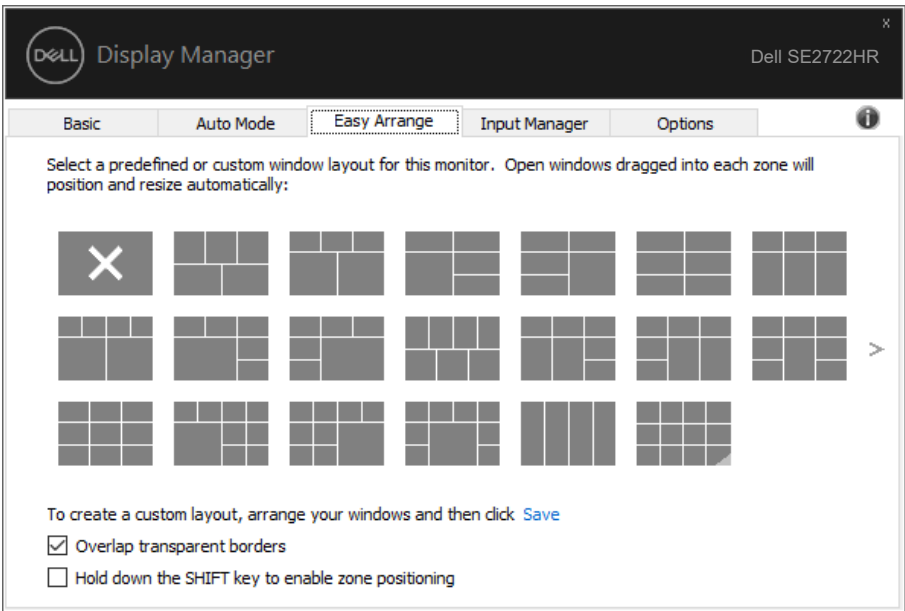 x
DELL Display Manager
Dell SE2722HR
Basic Auto Mode Easy Arrange Input Manager Options
Select a predefined or custom window layout for this monitor. Open windows dragged into each zone will
position and resize automatically:
>
To create a custom layout, arrange your windows and then click Save
Overlap transparent borders
Hold down the SHIFT key to enable zone positioning